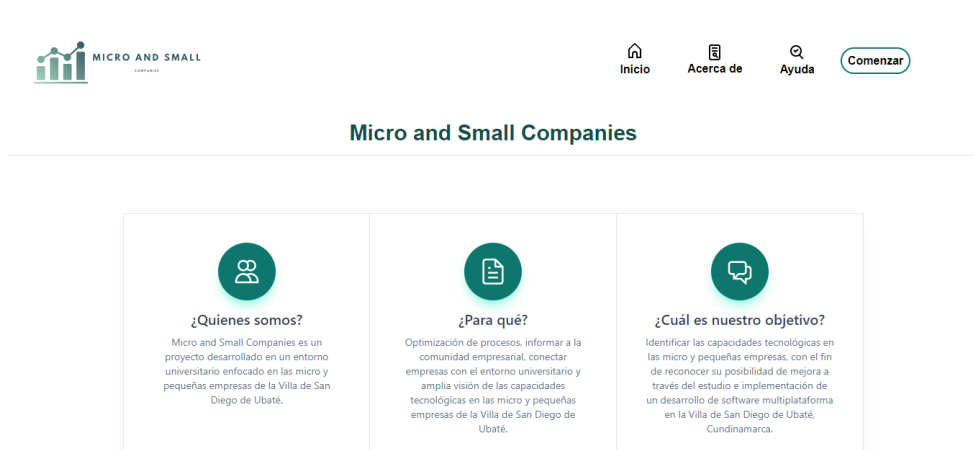 MICRO AND SMALL
COMPANIES
Inicio
Acerca de
Ayuda
Comenzar
Micro and Small Companies
¿Quienes somos?
Micro and Small Companies es un
proyecto desarrollado en un entorno
universitario enfocado en las micro y
pequeñas empresas de la Villa de San
Diego de Ubaté.
¿Para qué?
Optimización de procesos, informar a la
comunidad empresarial, conectar
empresas con el entorno universitario y
amplia visión de las capacidades
tecnológicas en las micro y pequeñas
empresas de la Villa de San Diego de
Ubaté.
¿Cuál es nuestro objetivo?
Identificar las capacidades tecnológicas en
las micro y pequeñas empresas, con el fin
de reconocer su posibilidad de mejora a
través del estudio e implementación de
un desarrollo de software multiplataforma
en la Villa de San Diego de Ubaté,
Cundinamarca.